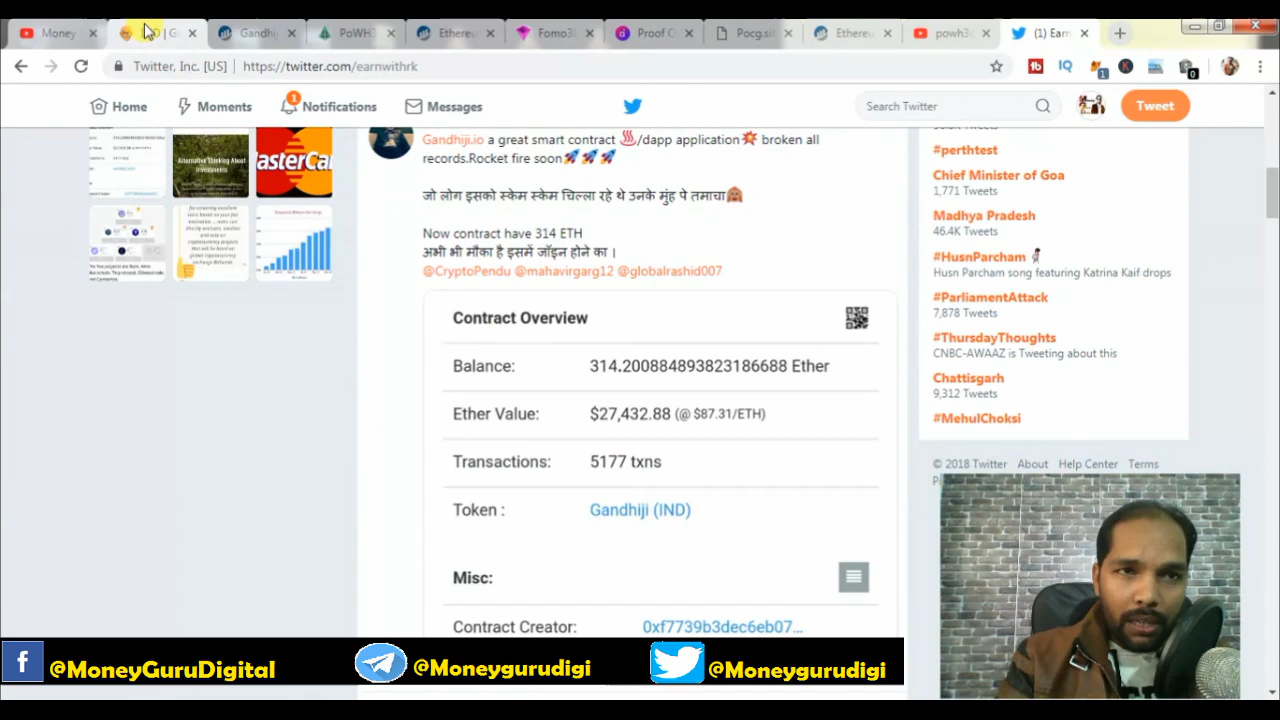 Money
Gandhij
PoWH3
Ethereu
Fomo3
Proof O
Pocg.sit
Ethereu
powh3
(1) Earn
Twitter, Inc. [US] | https://twitter.com/earnwithrk
Home
Moments
1
Notifications
Messages
Search Twitter
Tweet
Gandhiji.io a great smart contract ♨️/dapp application💥 broken all
records.Rocket fire soon🚀🚀🚀
जो लोग इसको स्केम स्केम चिल्ला रहे थे उनके मुह पे तमाचा🙈
Now contract have 314 ETH
अभी भी मौका है इसमें जॉइन होने का ।
@CryptoPendu @mahavirgarg12 @globalrashid007
Contract Overview
Balance: 314.200884893823186688 Ether
Ether Value: $27,432.88 (@ $87.31/ETH)
Transactions: 5177 txns
Token : Gandhiji (IND)
Misc:
Contract Creator: 0xf7739b3dec6eb07...
Alternative Thinking About
Investments
MasterCar
#perthtest
Chief Minister of Goa
1,771 Tweets
Madhya Pradesh
46.4K Tweets
#HusnParcham
Husn Parcham song featuring Katrina Kaif drops
#ParliamentAttack
7,878 Tweets
#ThursdayThoughts
CNBC-AWAAZ is Tweeting about this
Chattisgarh
9,312 Tweets
#MehulChoksi
© 2018 Twitter About Help Center Terms
@MoneyGuruDigital
@Moneygurudigi
@Moneygurudigi